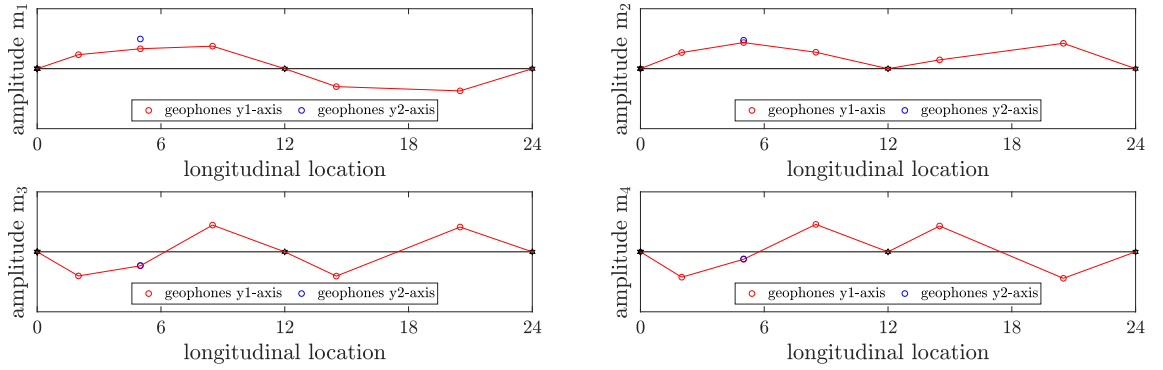 amplitude m1
geophones y1-axis geophones y2-axis
0 6 12 18 24
longitudinal location
amplitude m2
geophones y1-axis geophones y2-axis
0 6 12 18 24
longitudinal location
amplitude m3
geophones y1-axis geophones y2-axis
0 6 12 18 24
longitudinal location
amplitude m4
geophones y1-axis geophones y2-axis
0 6 12 18 24
longitudinal location